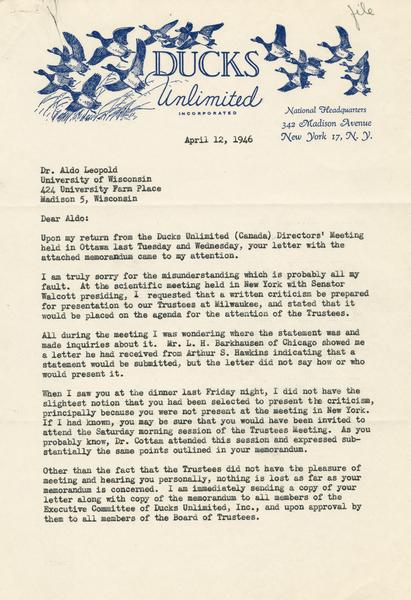 file
DUCKS
Unlimited
INCORPORATED
National Headquarters
342 Madison Avenue
New York 17, N. Y.
April 12, 1946
Dr. Aldo Leopold
University of Wisconsin
424 University Farm Place
Madison 5, Wisconsin
Dear Aldo:
Upon my return from the Ducks Unlimited (Canada) Directors' Meeting
held in Ottawa last Tuesday and Wednesday, your letter with the
attached memorandum came to my attention.
I am truly sorry for the misunderstanding which is probably all my
fault. At the scientific meeting held in New York with Senator
Walcott presiding, I requested that a written criticism be prepared
for presentation to our Trustees at Milwaukee, and stated that it
would be placed on the agenda for the attention of the Trustees.
All during the meeting I was wondering where the statement was and
made inquiries about it. Mr. L. H. Barkhausen of Chicago showed me
a letter he had received from Arthur S. Hawkins indicating that a
statement would be submitted, but the letter did not say how or who
would present it.
When I saw you at the dinner last Friday night, I did not have the
slightest notion that you had been selected to present the criticism,
principally because you were not present at the meeting in New York.
If I had known, you may be sure that you would have been invited to
attend the Saturday morning session of the Trustees Meeting. As you
probably know, Dr. Cottam attended this session and expressed sub-
stantially the same points outlined in your memorandum.
Other than the fact that the Trustees did not have the pleasure of
meeting and hearing you personally, nothing is lost as far as your
memorandum is concerned. I am immediately sending a copy of your
letter along with copy of the memorandum to all members of the
Executive Committee of Ducks Unlimited, Inc., and upon approval by
them to all members of the Board of Trustees.